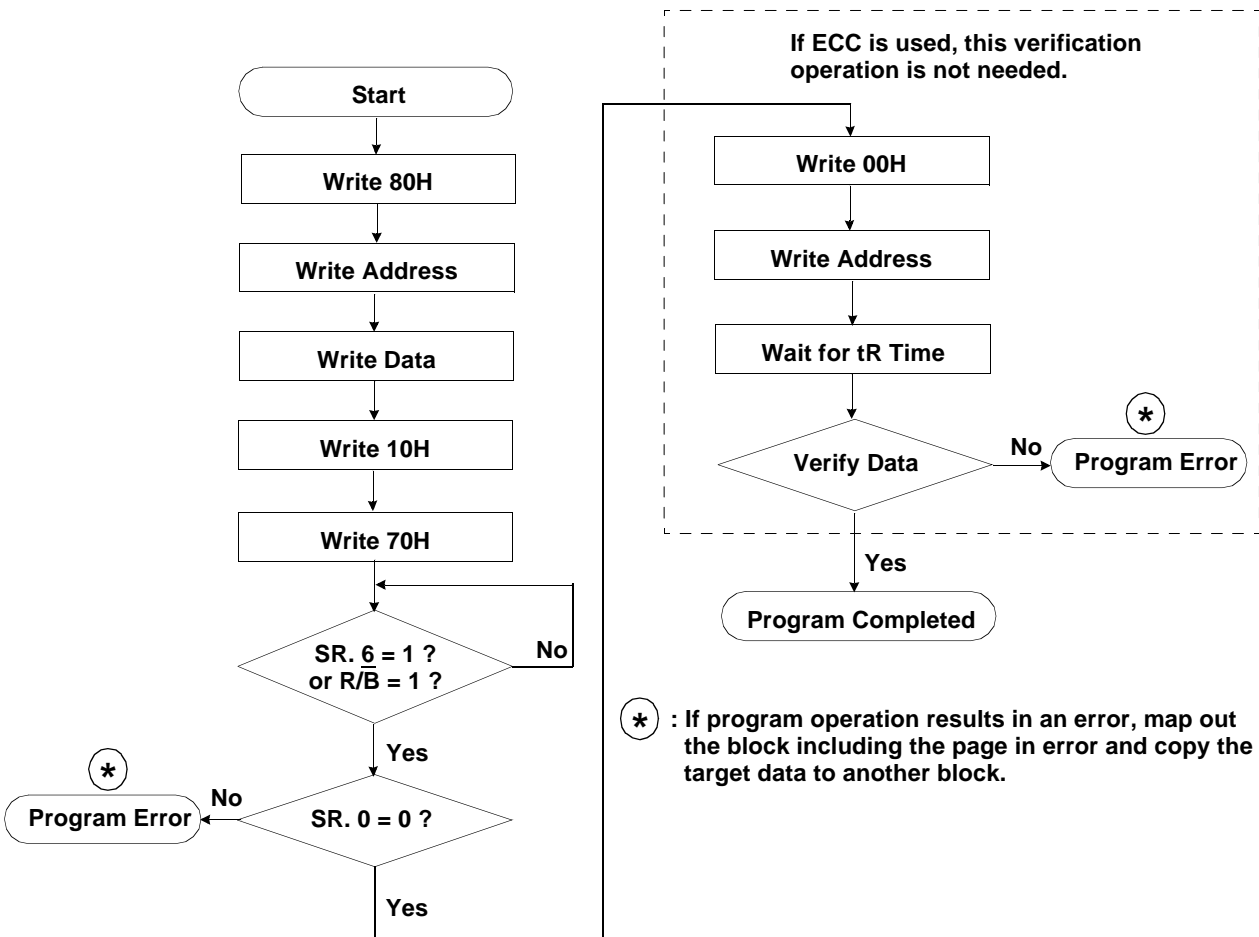 Start
Write 80H
Write Address
Write Data
Write 10H
Write 70H
SR. 6 = 1 ?
or R/B̅ = 1 ?
No
Yes
*
Program Error
No
SR. 0 = 0 ?
Yes
If ECC is used, this verification
operation is not needed.
Write 00H
Write Address
Wait for tR Time
Verify Data
No
*
Program Error
Yes
Program Completed
* : If program operation results in an error, map out
the block including the page in error and copy the
target data to another block.